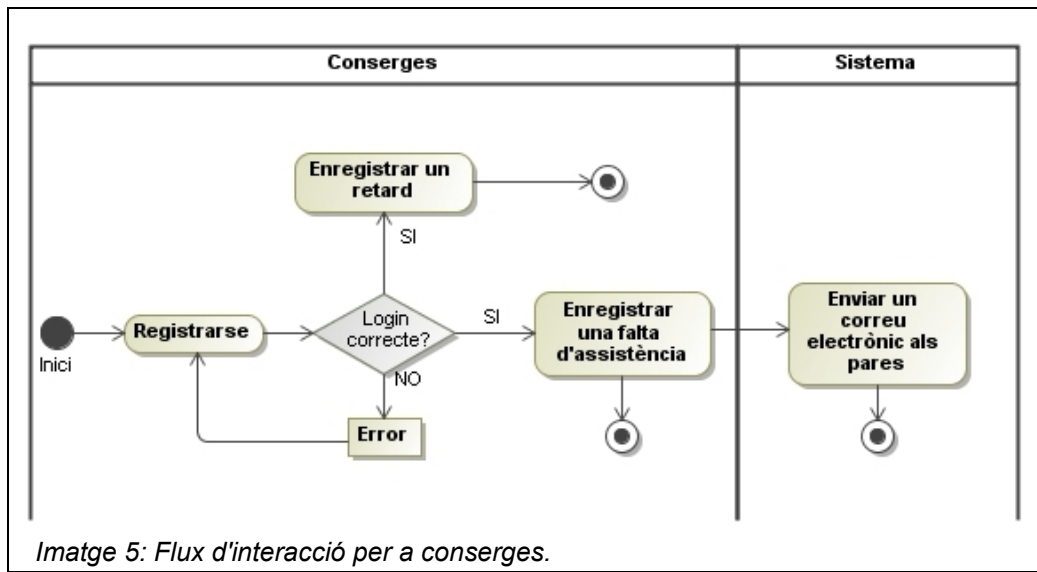 Conserges
Sistema
Enregistrar un
retard
SI
Inici
Registrarse
Login
correcte?
SI
Enregistrar
una falta
d'assistència
Enviar un
correu
electrònic als
pares
NO
Error
Imatge 5: Flux d'interacció per a conserges.